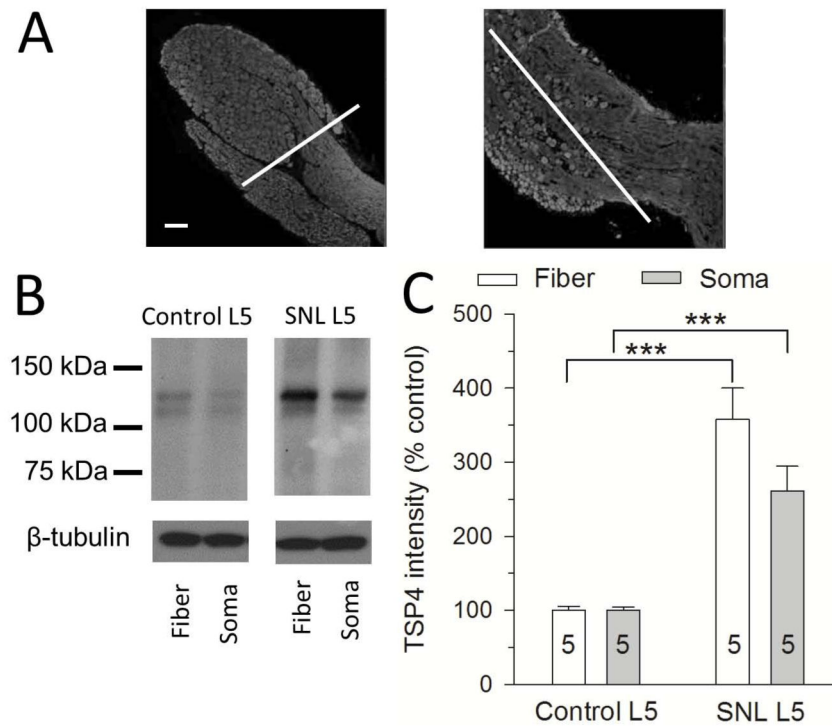 A
B
Control L5 SNL L5
150 kDa
100 kDa
75 kDa
β-tubulin
Fiber Soma Fiber Soma
C
Fiber Soma
500
400
300
200
100
0
TSP4 intensity (% control)
*** ***
5 5 5 5
Control L5 SNL L5